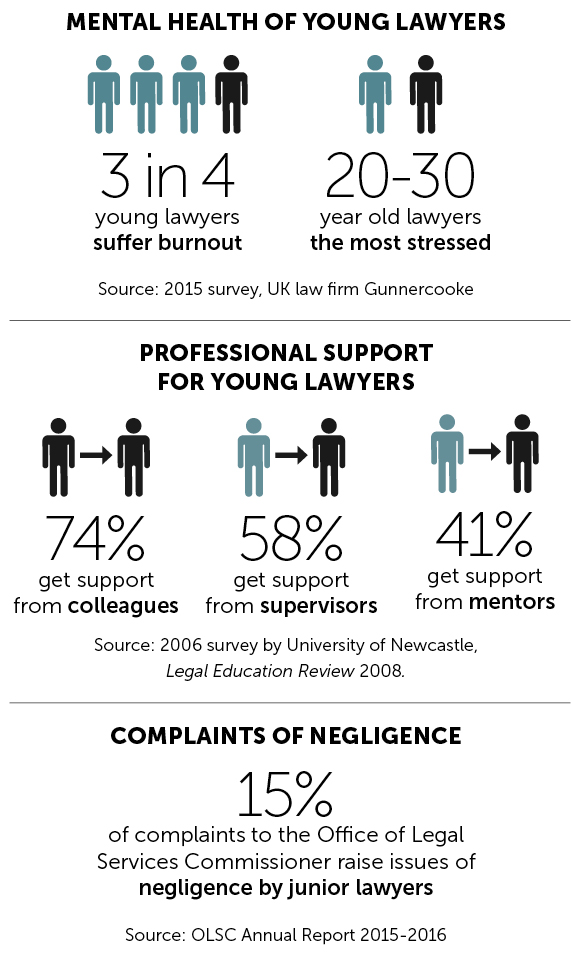 MENTAL HEALTH OF YOUNG LAWYERS
3 in 4
young lawyers
suffer burnout
20-30
year old lawyers
the most stressed
Source: 2015 survey, UK law firm Gunnercooke
PROFESSIONAL SUPPORT
FOR YOUNG LAWYERS
74%
get support
from colleagues
58%
get support
from supervisors
41%
get support
from mentors
Source: 2006 survey by University of Newcastle,
Legal Education Review 2008.
COMPLAINTS OF NEGLIGENCE
15%
of complaints to the Office of Legal
Services Commissioner raise issues of
negligence by junior lawyers
Source: OLSC Annual Report 2015-2016